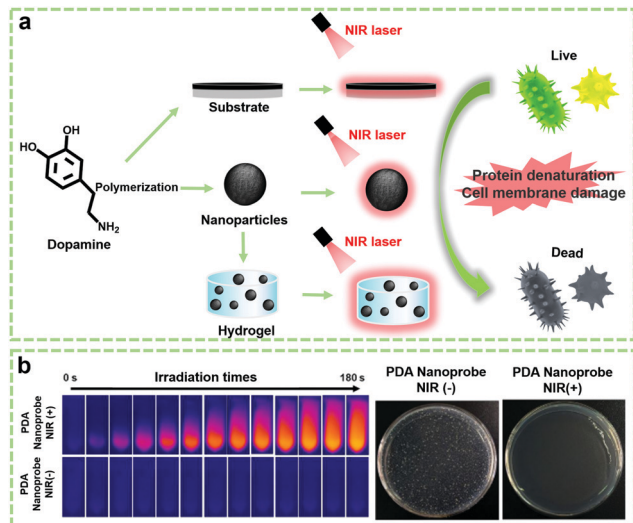 a
NIR laser
Live
Substrate
HO
OH
NIR laser
Polymerization
NH₂
Dopamine
Nanoparticles
Protein denaturation
Cell membrane damage
NIR laser
Dead
Hydrogel
b
0 s
Irradiation times
180 s
PDA
Nanoprobe
NIR (+)
PDA
Nanoprobe
NIR(-)
PDA Nanoprobe
NIR (-)
PDA Nanoprobe
NIR(+)